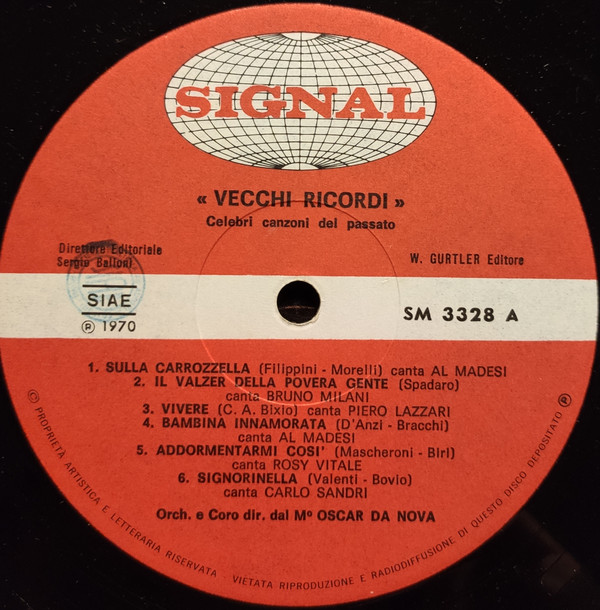 SIGNAL
« VECCHI RICORDI »
Celebri canzoni del passato
Direttore Editoriale
Sergio Balloni
W. GURTLER Editore
SIAE
℗ 1970
SM 3328 A
1. SULLA CARROZZELLA (Filippini - Morelli) canta AL MADESI
2. IL VALZER DELLA POVERA GENTE (Spadaro)
canta BRUNO MILANI
3. VIVERE (C. A. Bixio) canta PIERO LAZZARI
4. BAMBINA INNAMORATA (D'Anzi - Bracchi)
canta AL MADESI
5. ADDORMENTARMI COSI' (Mascheroni - Biri)
canta ROSY VITALE
6. SIGNORINELLA (Valenti - Bovio)
canta CARLO SANDRI
Orch. e Coro dir. dal Mº OSCAR DA NOVA
© PROPRIETÀ ARTISTICA E LETTERARIA RISERVATA - VIETATA RIPRODUZIONE E RADIODIFFUSIONE DI QUESTO DISCO DEPOSITATO ℗